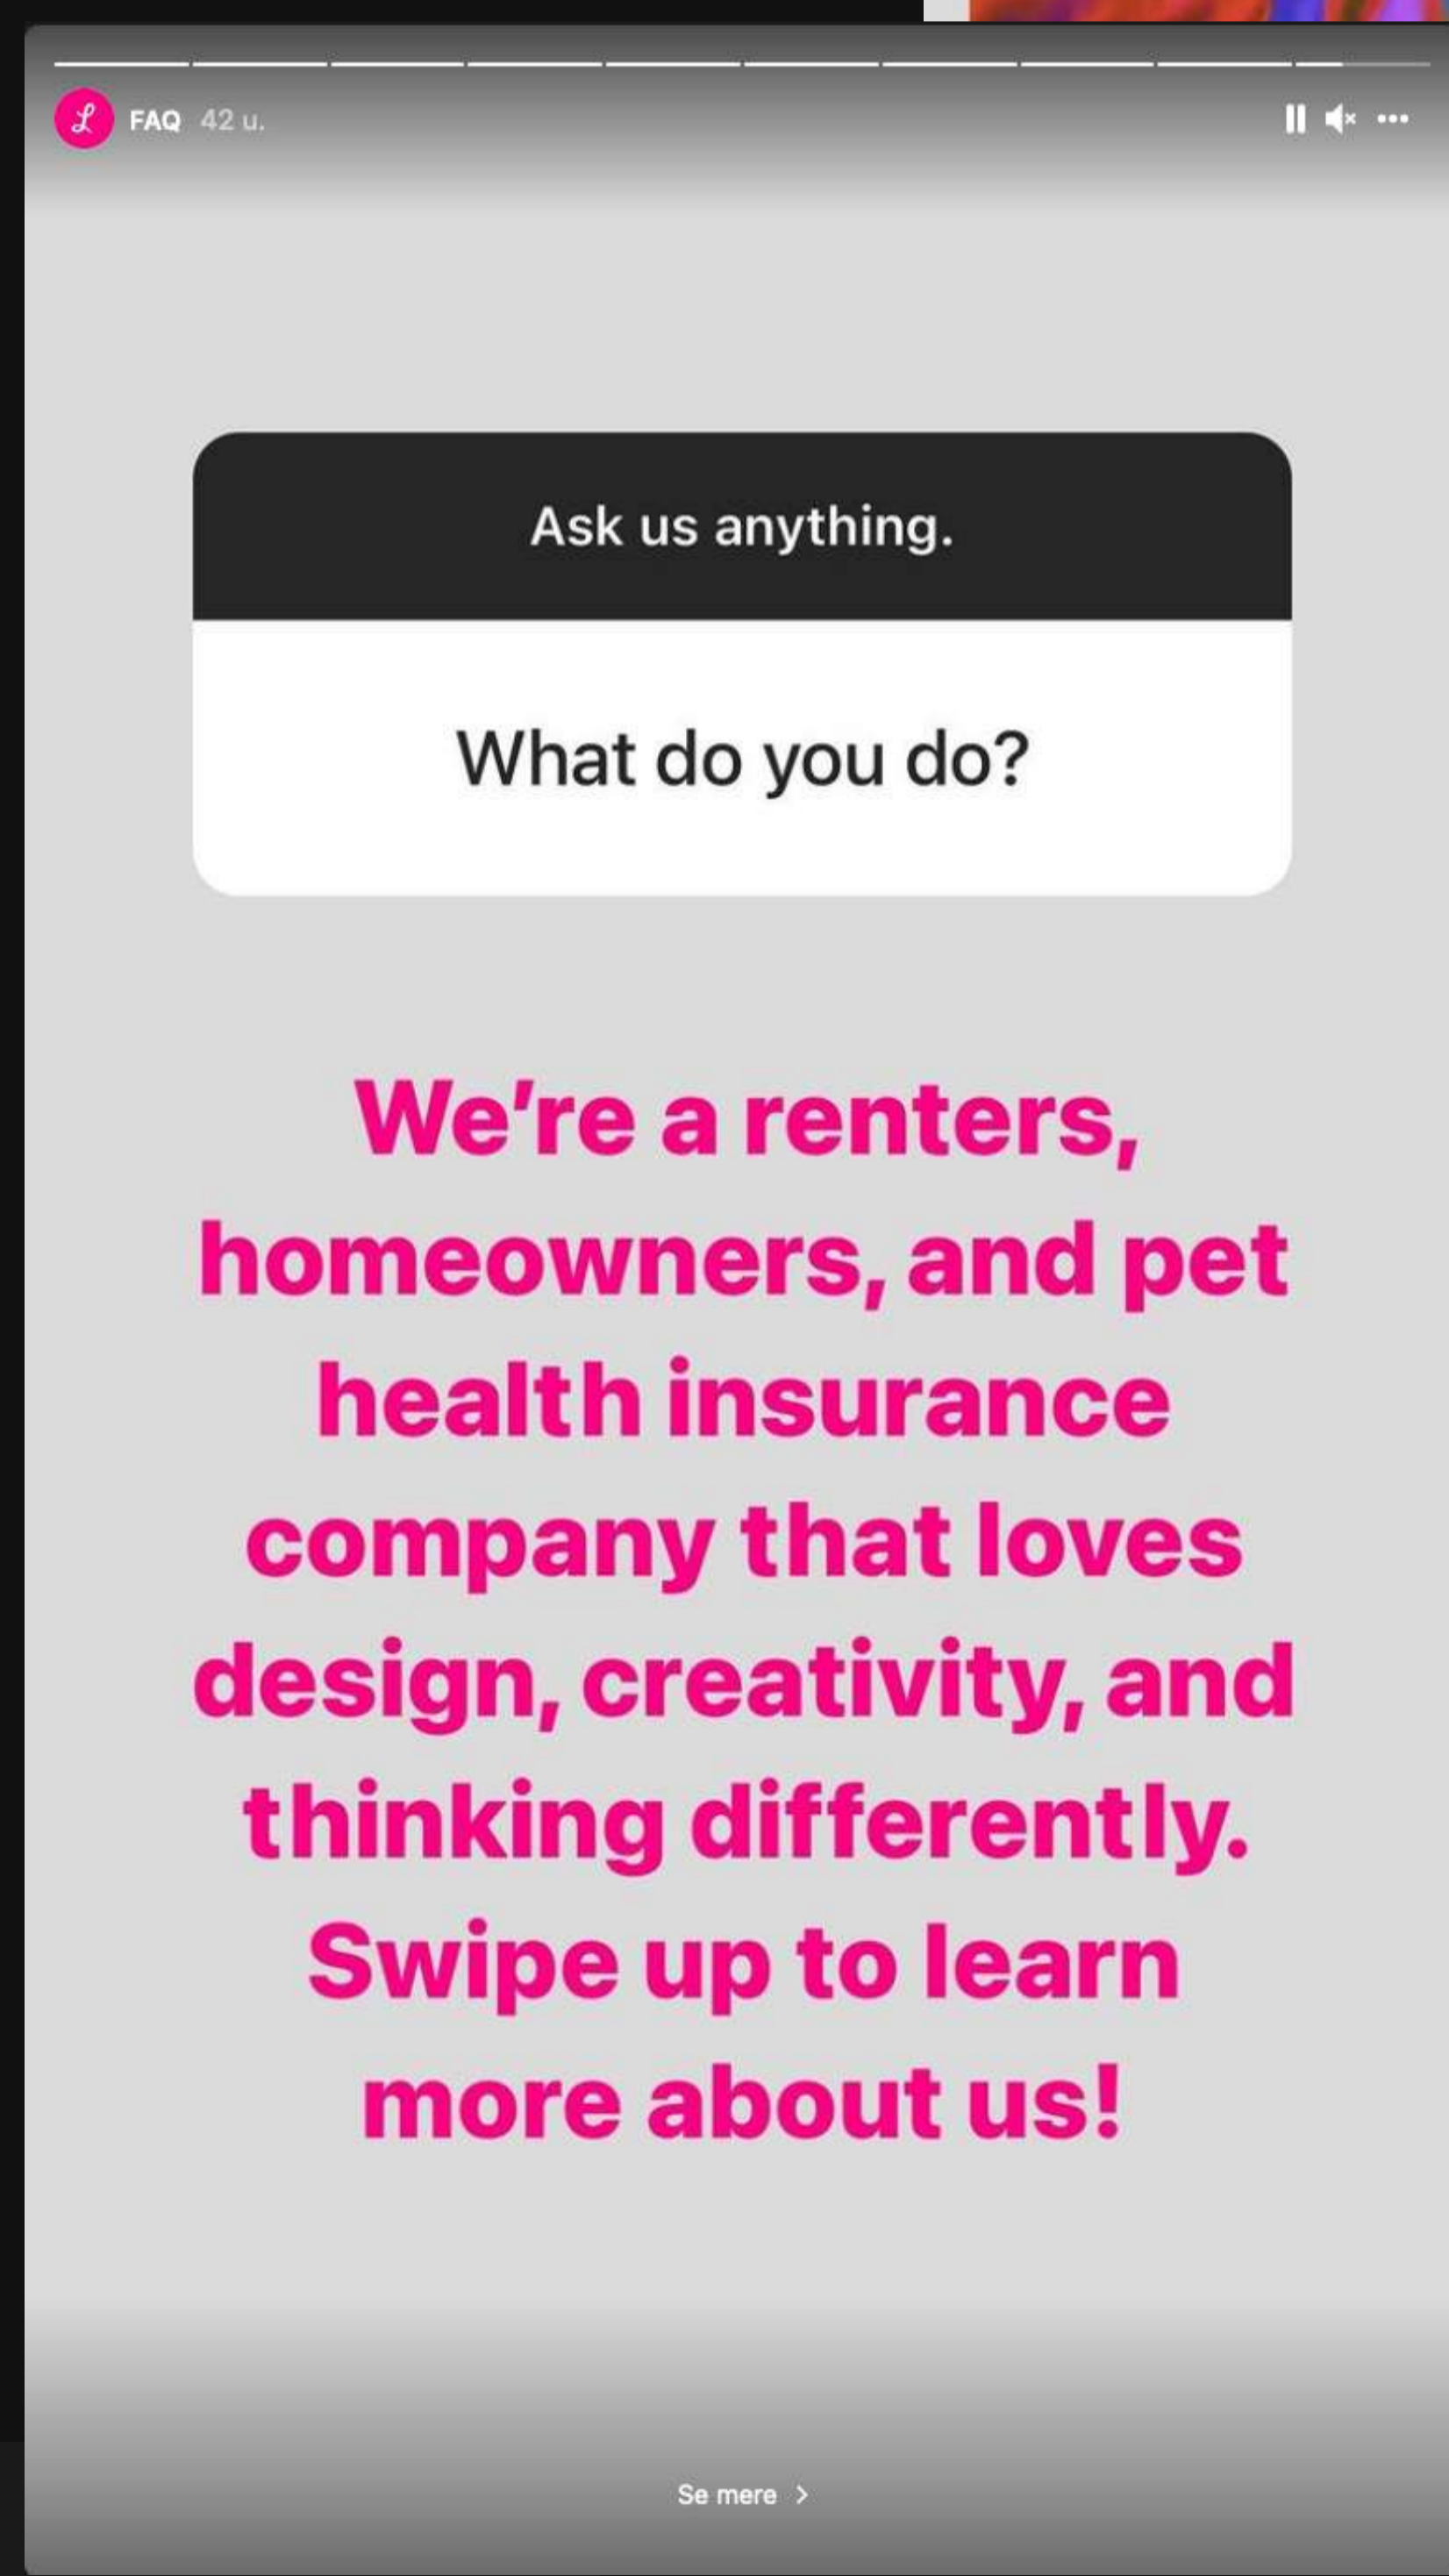 L
FAQ 42 u.
Ask us anything.
What do you do?
We’re a renters,
homeowners, and pet
health insurance
company that loves
design, creativity, and
thinking differently.
Swipe up to learn
more about us!
Se mere